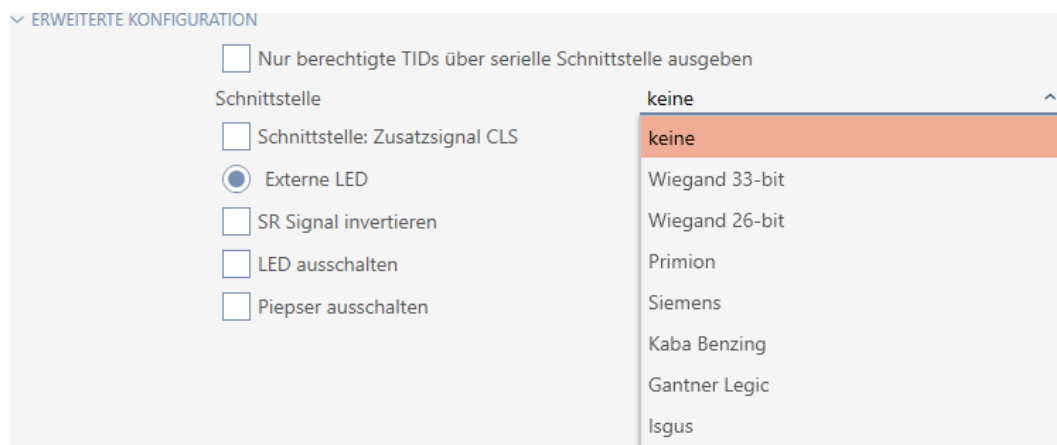 ERWEITERTE KONFIGURATION
Nur berechtigte TIDs über serielle Schnittstelle ausgeben
Schnittstelle keine
Schnittstelle: Zusatzsignal CLS keine
Externe LED Wiegand 33-bit
SR Signal invertieren Wiegand 26-bit
LED ausschalten Primion
Piepser ausschalten Siemens
Kaba Benzing
Gantner Legic
Isgus